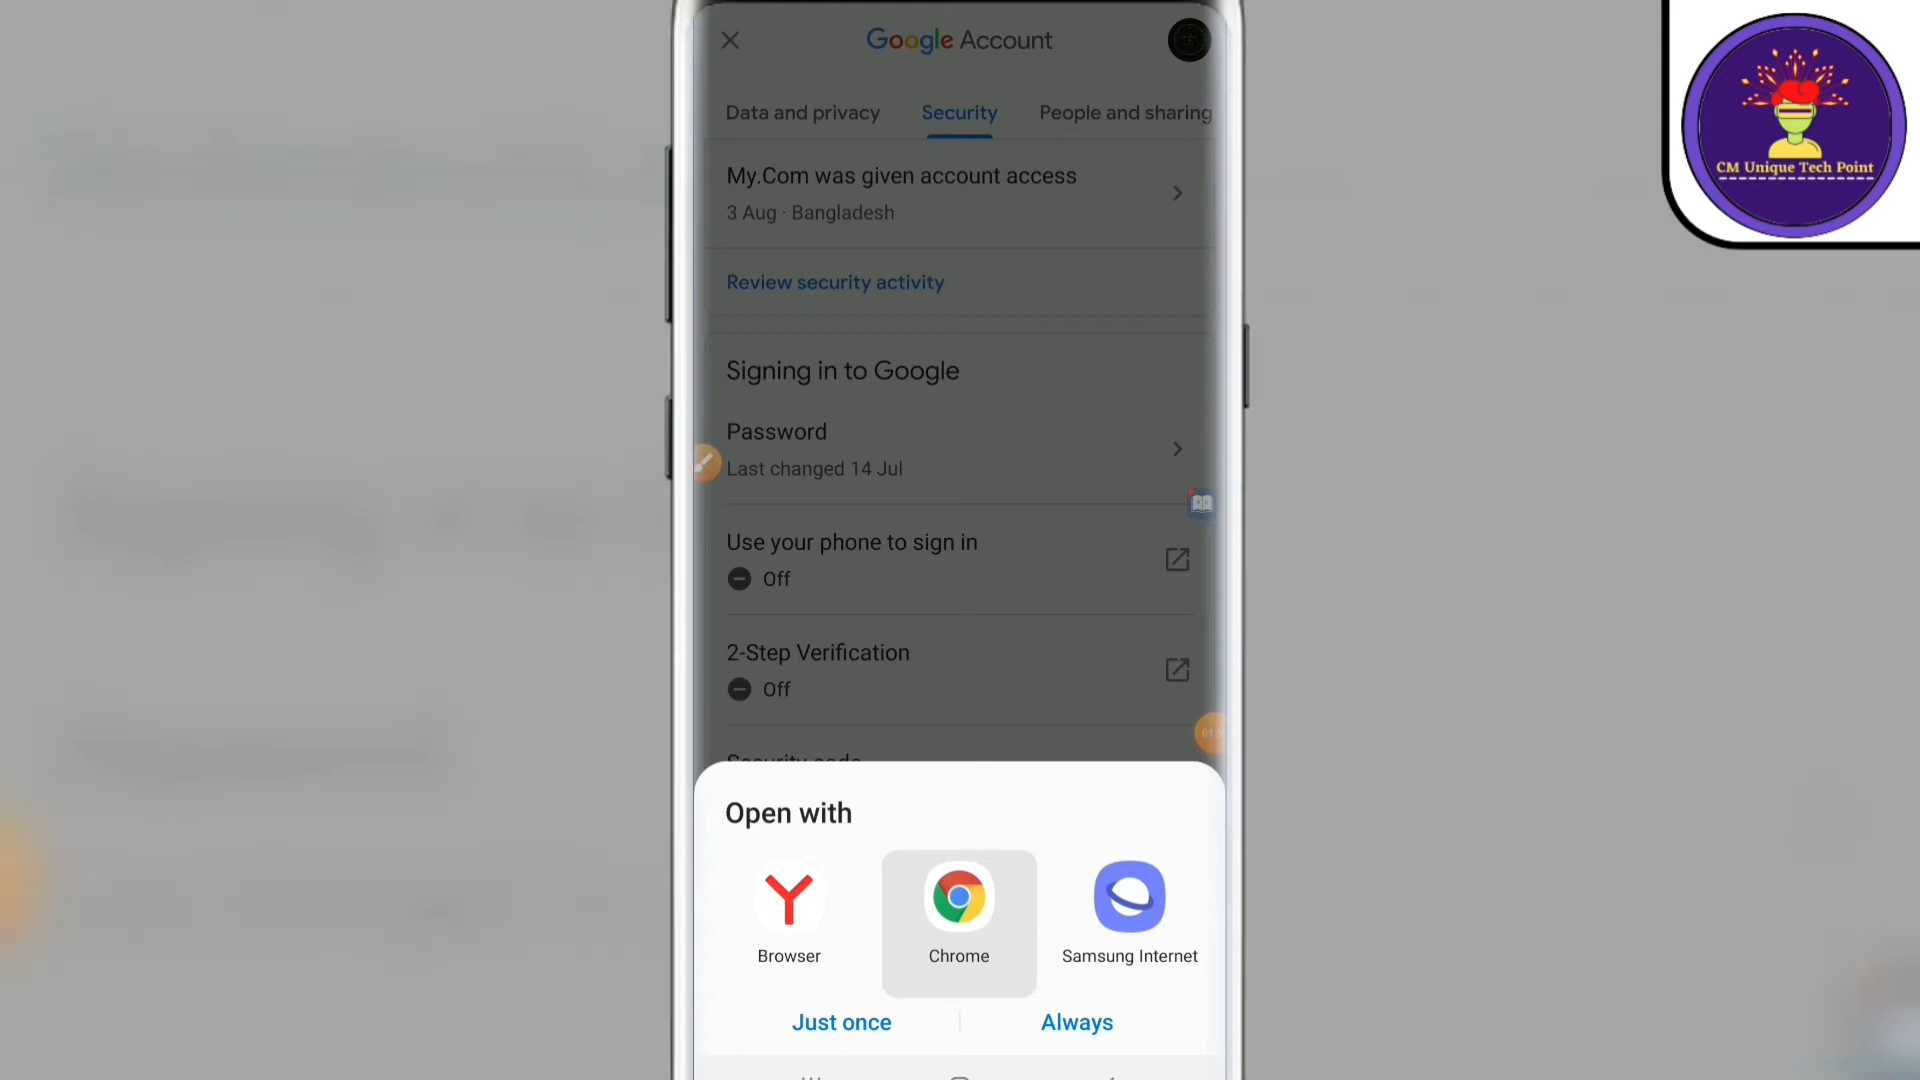 Google Account
Data and privacy
Security
People and sharing
My.Com was given account access
3 Aug · Bangladesh
Review security activity
Signing in to Google
Password
Last changed 14 Jul
Use your phone to sign in
Off
2-Step Verification
Off
Open with
Browser
Chrome
Samsung Internet
Just once
Always
CM Unique Tech Point